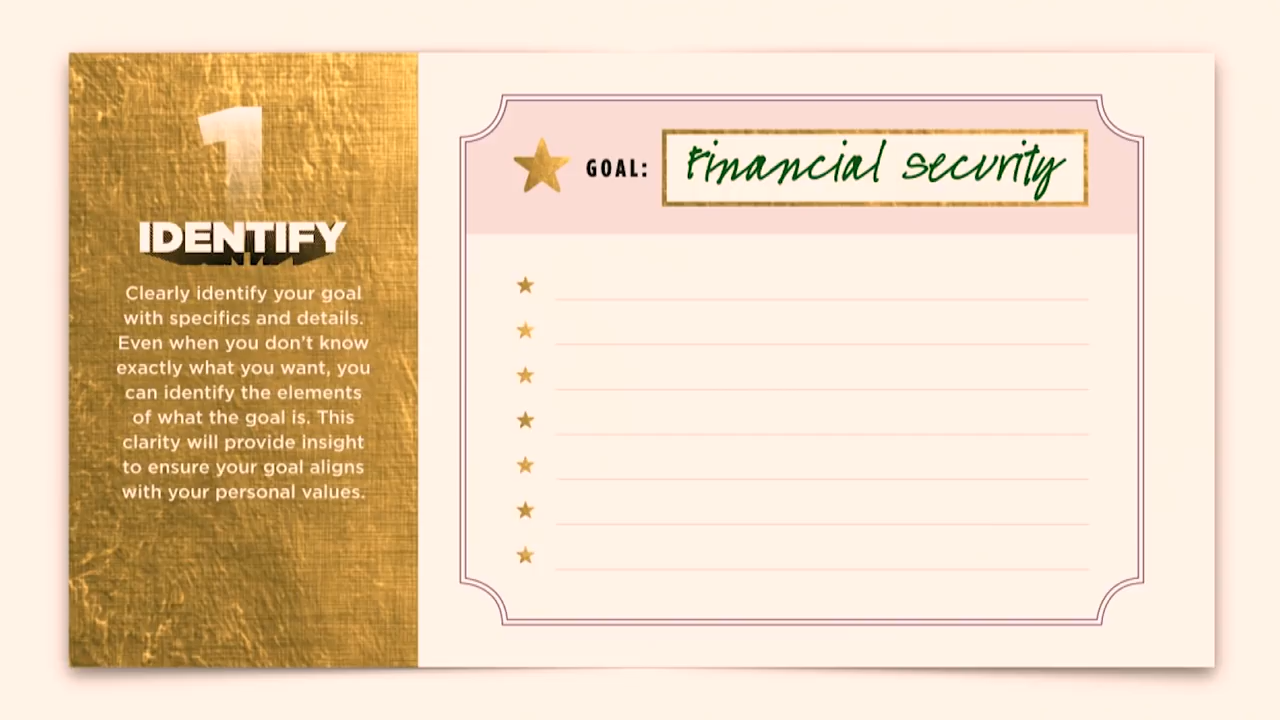 1
IDENTIFY
Clearly identify your goal
with specifics and details.
Even when you don't know
exactly what you want, you
can identify the elements
of what the goal is. This
clarity will provide insight
to ensure your goal aligns
with your personal values.
GOAL: Financial security